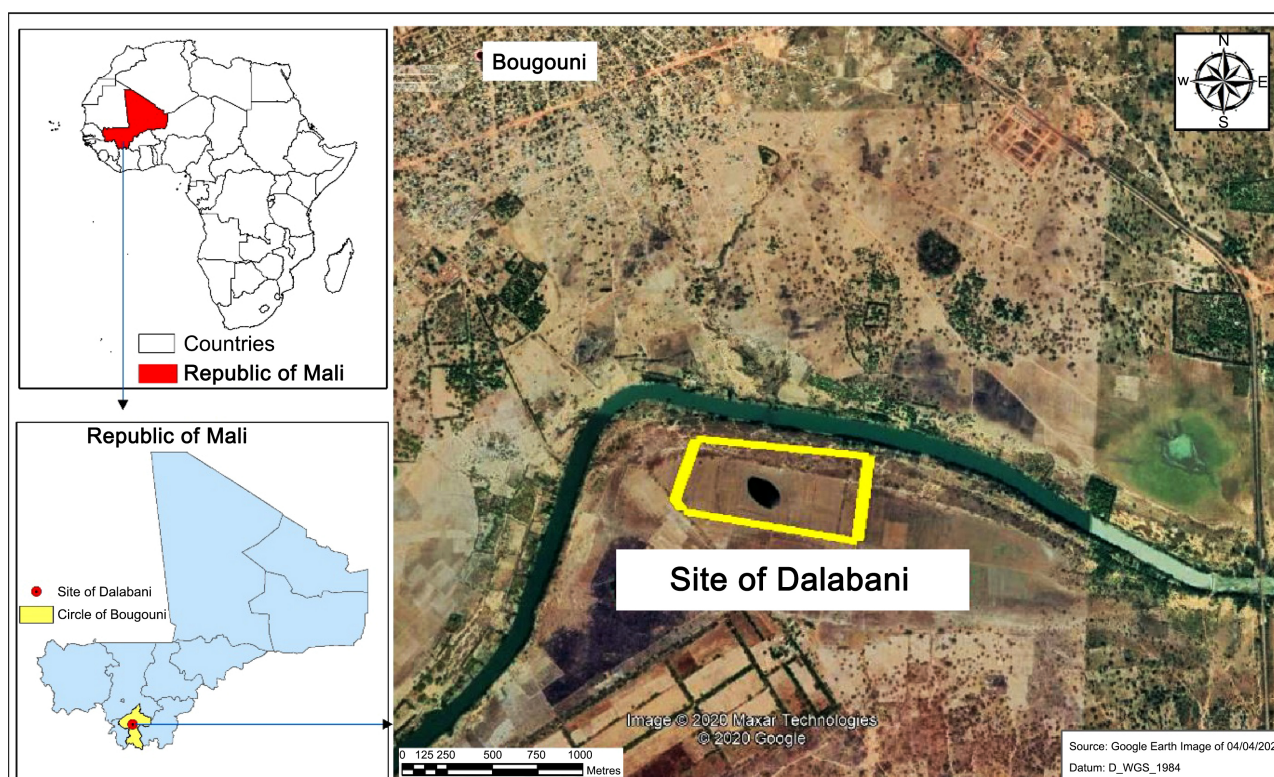 Countries
Republic of Mali
Republic of Mali
Site of Dalabani
Circle of Bougouni
Bougouni
N
W
E
S
Site of Dalabani
Image © 2020 Maxar Technologies
© 2020 Google
0 125 250 500 750 1000
Metres
Source: Google Earth Image of 04/04/202
Datum: D_WGS_1984